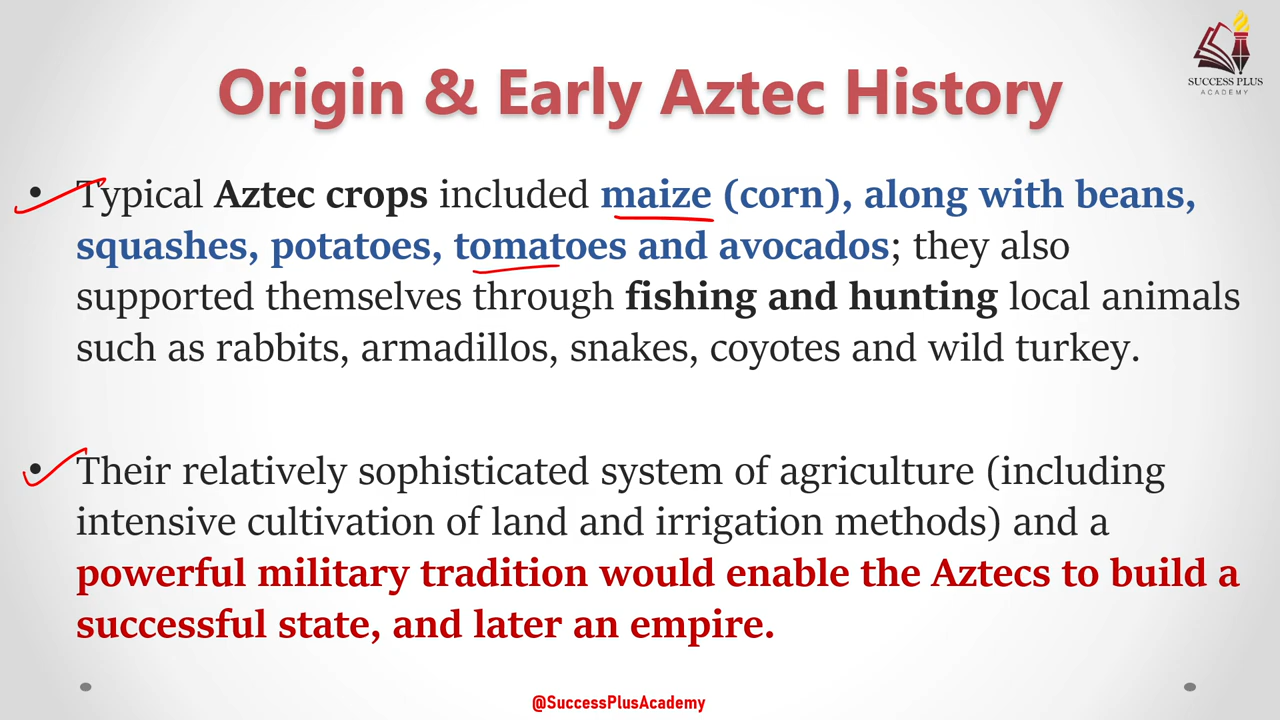 SUCCESS PLUS
ACADEMY
Origin & Early Aztec History
• Typical Aztec crops included maize (corn), along with beans,
squashes, potatoes, tomatoes and avocados; they also
supported themselves through fishing and hunting local animals
such as rabbits, armadillos, snakes, coyotes and wild turkey.
• Their relatively sophisticated system of agriculture (including
intensive cultivation of land and irrigation methods) and a
powerful military tradition would enable the Aztecs to build a
successful state, and later an empire.
@SuccessPlusAcademy